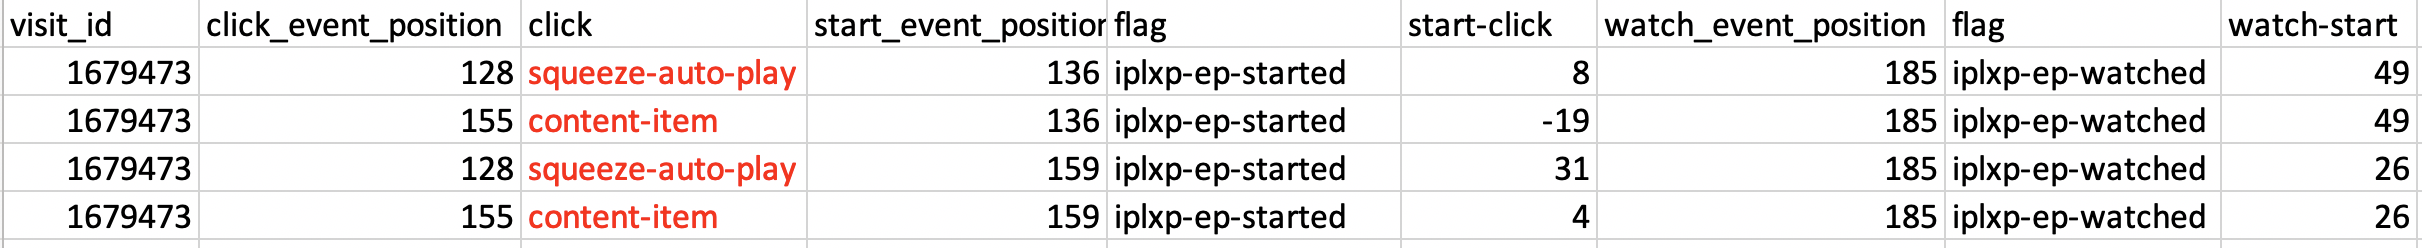 visit_id click_event_position click start_event_position flag start-click watch_event_position flag watch-start
1679473 128 squeeze-auto-play 136 iplxp-ep-started 8 185 iplxp-ep-watched 49
1679473 155 content-item 136 iplxp-ep-started -19 185 iplxp-ep-watched 49
1679473 128 squeeze-auto-play 159 iplxp-ep-started 31 185 iplxp-ep-watched 26
1679473 155 content-item 159 iplxp-ep-started 4 185 iplxp-ep-watched 26